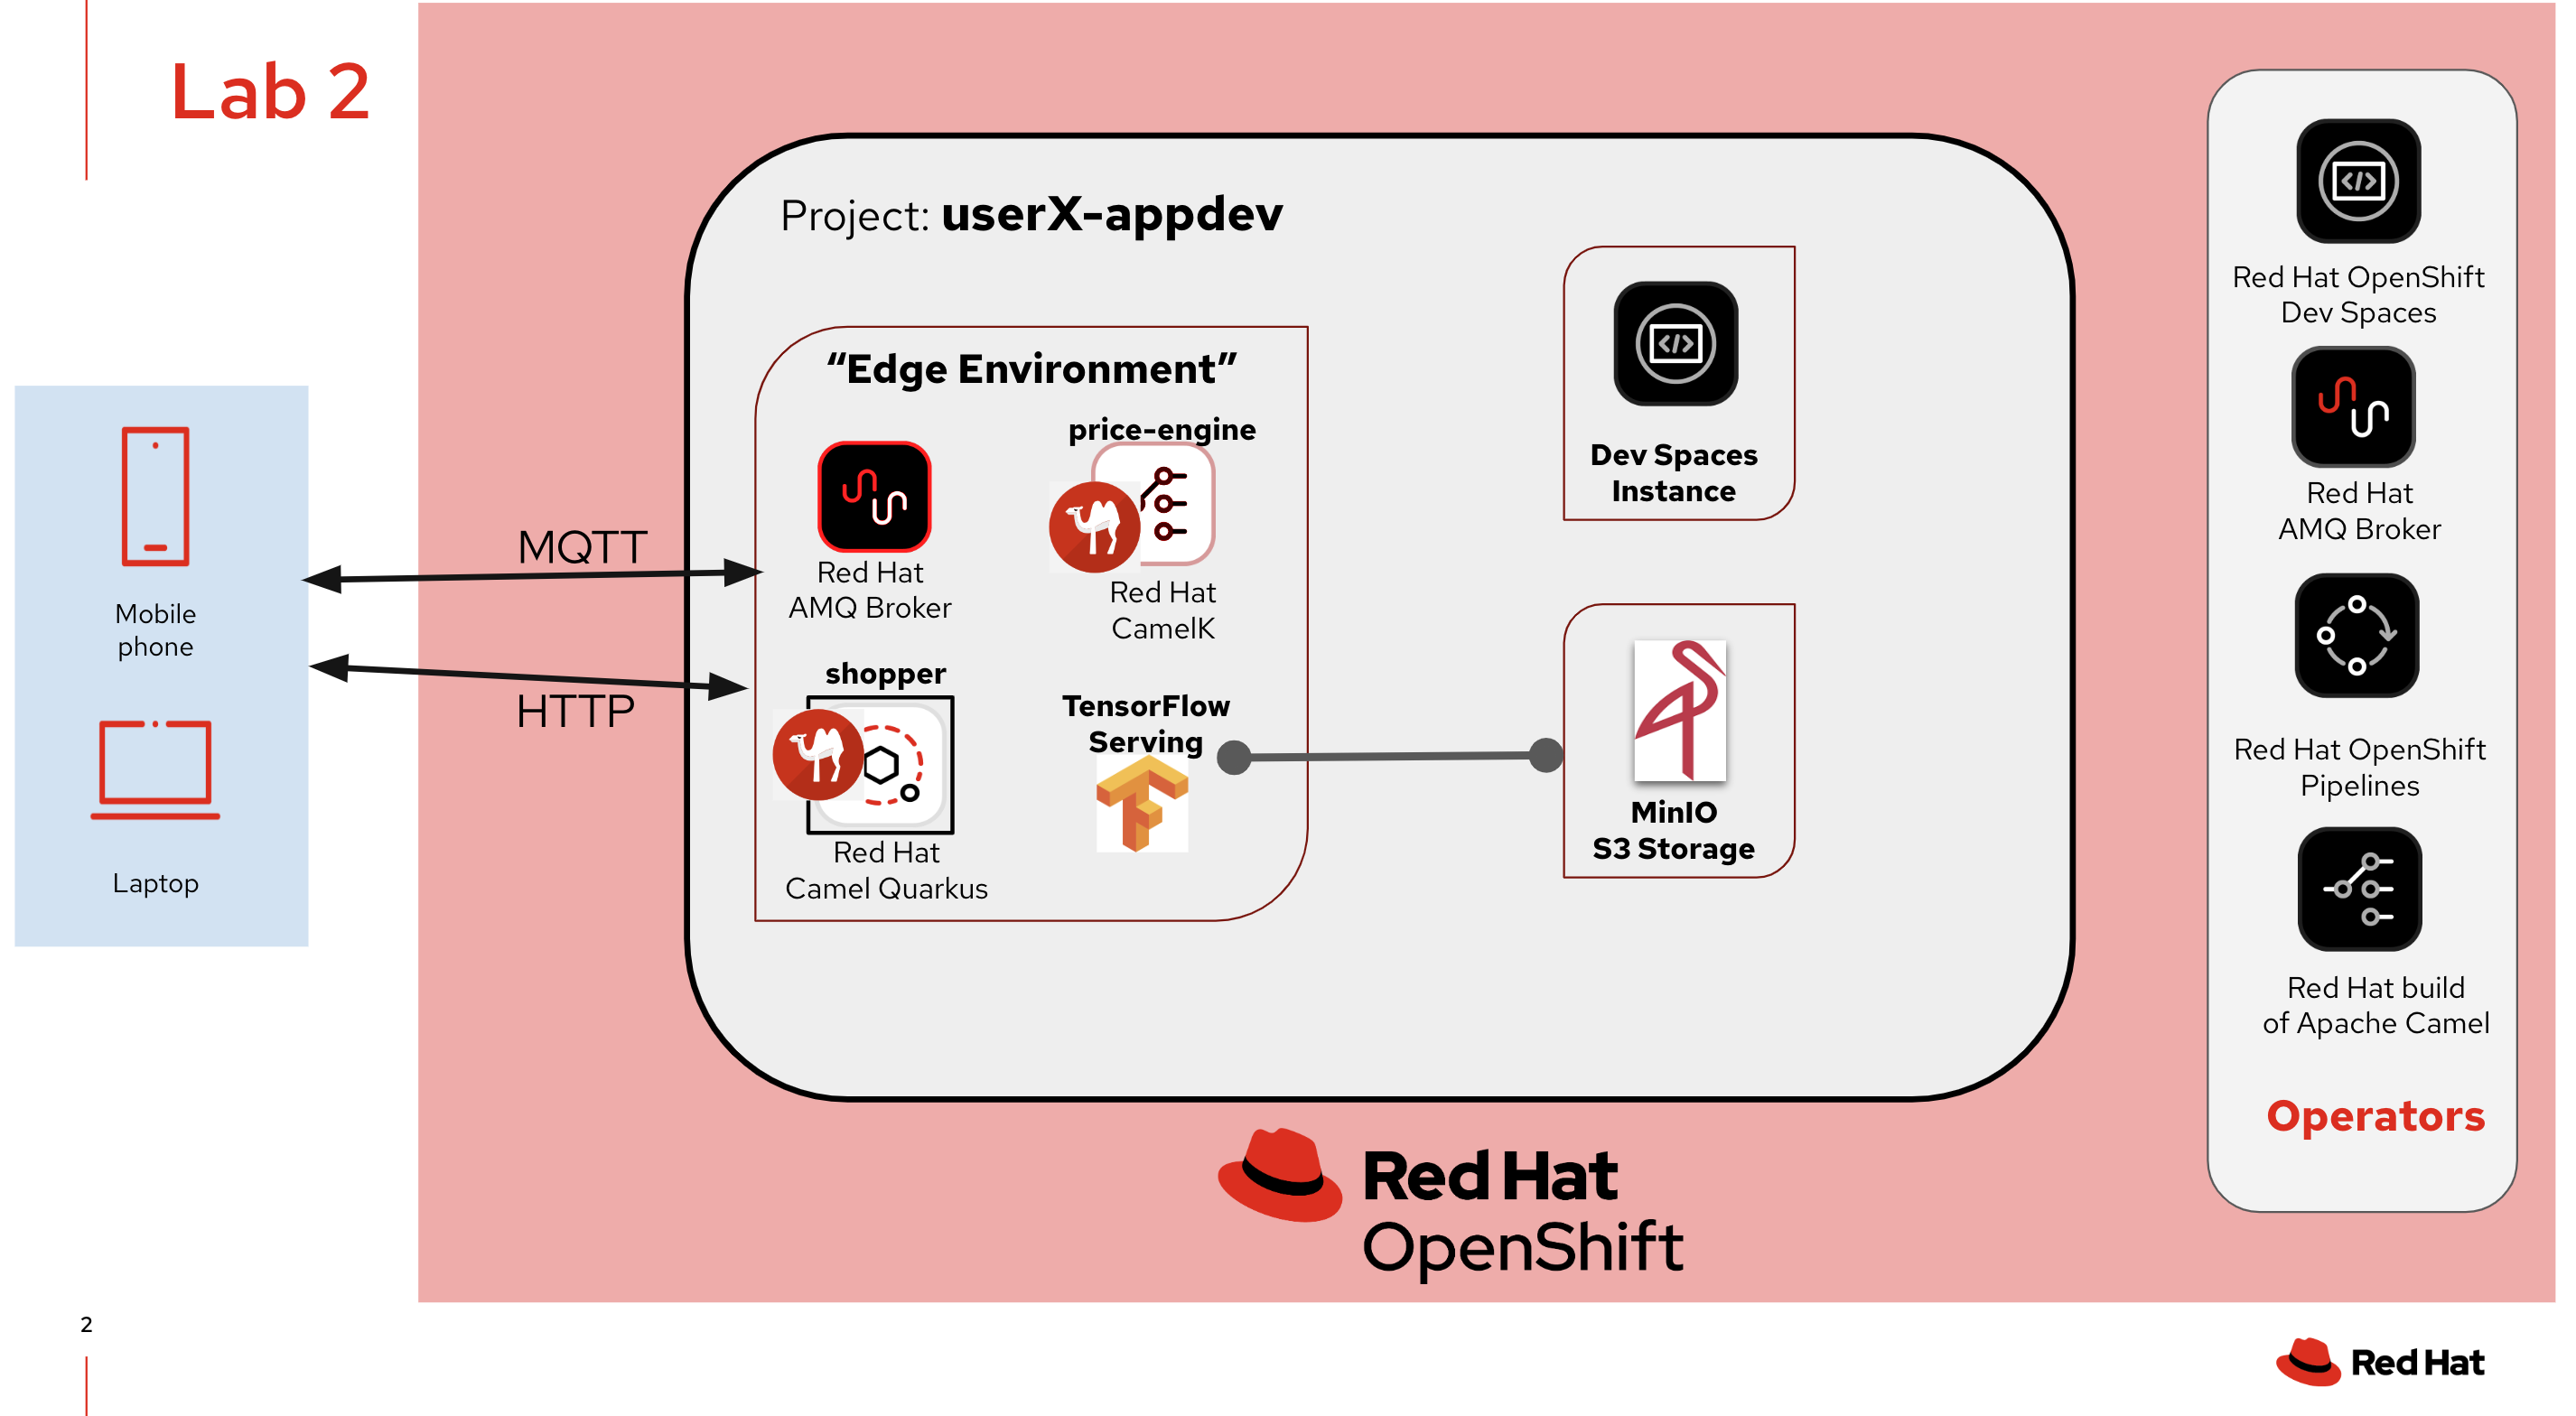 Lab 2
Project: userX-appdev
“Edge Environment”
Red Hat
AMQ Broker
price-engine
Red Hat
CamelK
shopper
Red Hat
Camel Quarkus
TensorFlow
Serving
Dev Spaces
Instance
MinIO
S3 Storage
MQTT
HTTP
Mobile
phone
Laptop
Red Hat OpenShift
Dev Spaces
Red Hat
AMQ Broker
Red Hat OpenShift
Pipelines
Red Hat build
of Apache Camel
Operators
Red Hat
OpenShift
2
Red Hat